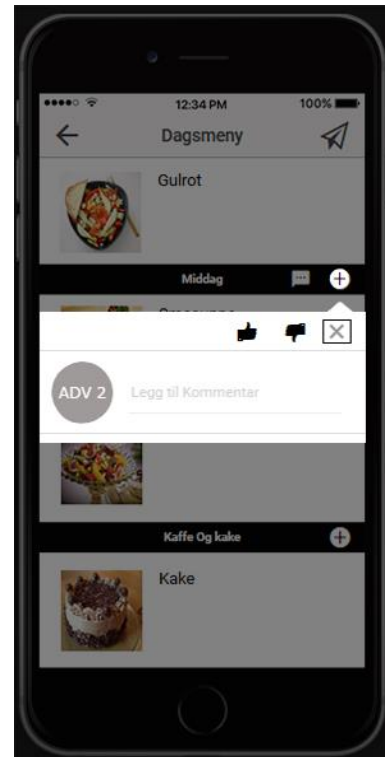 12:34 PM 100%
Dagsmeny
Gulrot
Middag
ADV 2 Legg til Kommentar
Kaffe Og kake
Kake